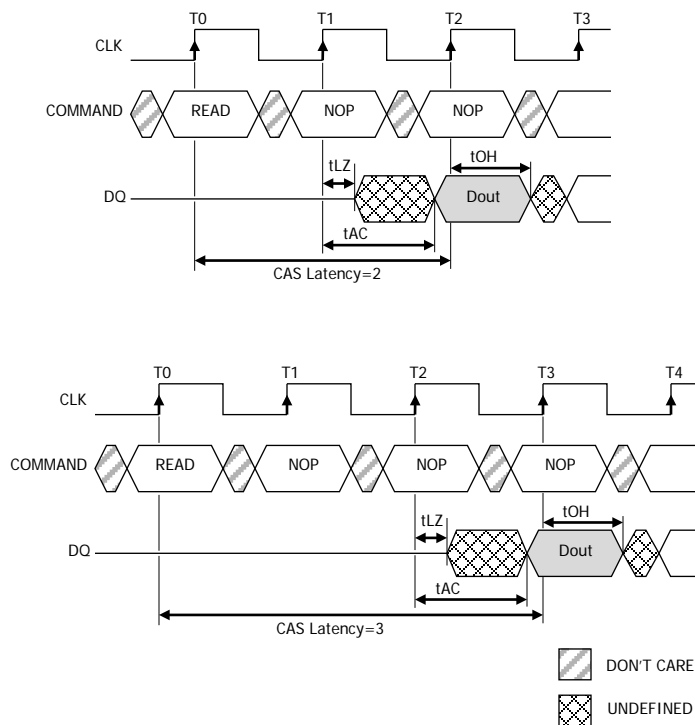 T0 T1 T2 T3
CLK
COMMAND READ NOP NOP
tLZ tOH
DQ Dout
tAC
CAS Latency=2
T0 T1 T2 T3 T4
CLK
COMMAND READ NOP NOP NOP
tLZ tOH
DQ Dout
tAC
CAS Latency=3
DON'T CARE
UNDEFINED